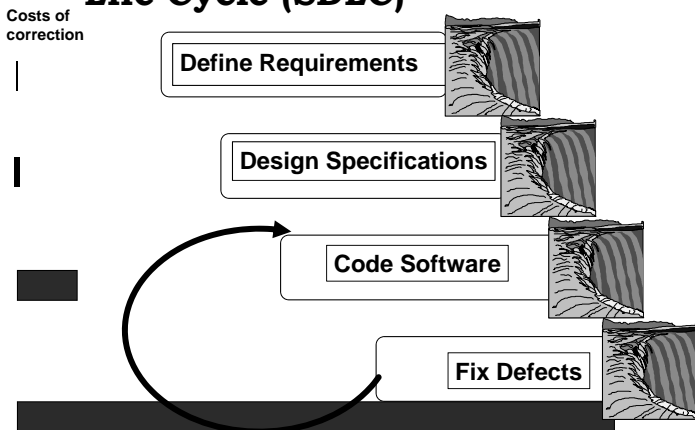 Life Cycle (SDLC)
Costs of
correction
Define Requirements
Design Specifications
Code Software
Fix Defects